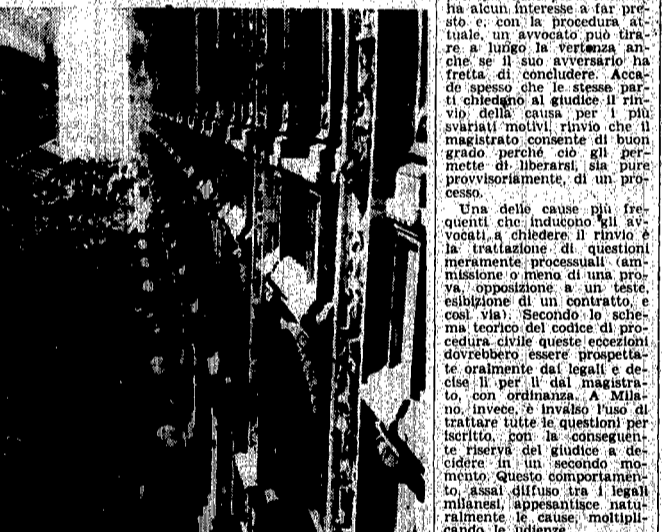 ha alcun interesse a far pre-
sto e, con la procedura at-
tuale, un avvocato può tira-
re a lungo la vertenza an-
che se il suo avversario ha
fretta di concludere. Acca-
de spesso che le stesse par-
ti chiedano al giudice il rin-
vio della causa per i più
svariati motivi, rinvio che il
magistrato consente di buon
grado perché ciò gli per-
mette di liberarsi, sia pure
provvisoriamente, di un pro-
cesso.
Una delle cause più fre-
quenti che inducono gli av-
vocati a chiedere il rinvio è
la trattazione di questioni
meramente processuali (am-
missione o meno di una pro-
va, opposizione a un teste,
esibizione di un contratto, e
così via). Secondo lo sche-
ma teorico del codice di pro-
cedura civile queste eccezioni
dovrebbero essere prospetta-
te oralmente dai legali e de-
cise lì per lì dal magistra-
to, con ordinanza. A Mila-
no, invece, è invalso l'uso di
trattare tutte le questioni per
iscritto, con la conseguen-
te riserva del giudice a de-
cidere in un secondo mo-
mento. Questo comportamen-
to, assai diffuso tra i legali
milanesi, appesantisce natu-
ralmente le cause, moltipli-
cando le udienze.